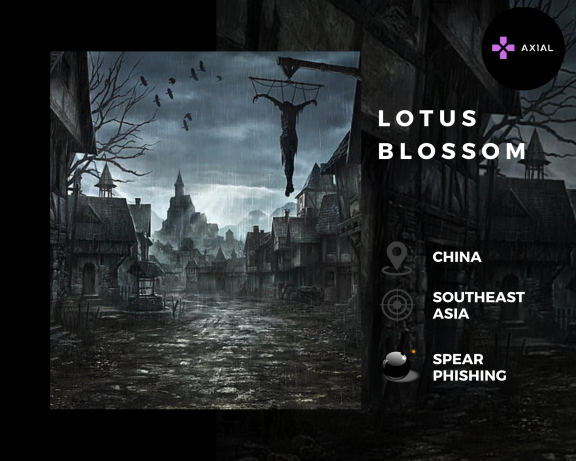 AXIAL
LOTUS
BLOSSOM
CHINA
SOUTHEAST
ASIA
SPEAR
PHISHING